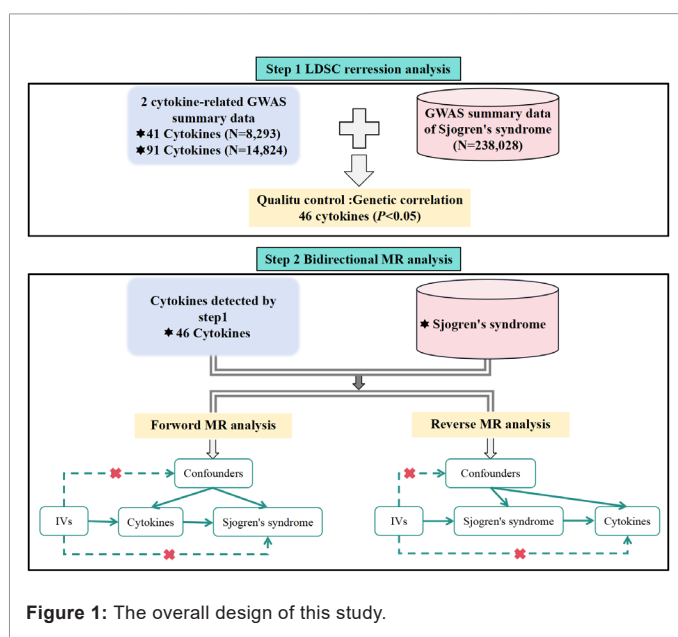 Step 1 LDSC rerression analysis
2 cytokine-related GWAS
summary data
✶41 Cytokines (N=8,293)
✶91 Cytokines (N=14,824)
GWAS summary data
of Sjogren's syndrome
(N=238,028)
Qualitu control :Genetic correlation
46 cytokines (P<0.05)
Step 2 Bidirectional MR analysis
Cytokines detected by
step1
✶ 46 Cytokines
✶ Sjogren's syndrome
Forword MR analysis
Reverse MR analysis
Confounders
IVs
Cytokines
Sjogren's syndrome
Confounders
IVs
Sjogren's syndrome
Cytokines
Figure 1: The overall design of this study.